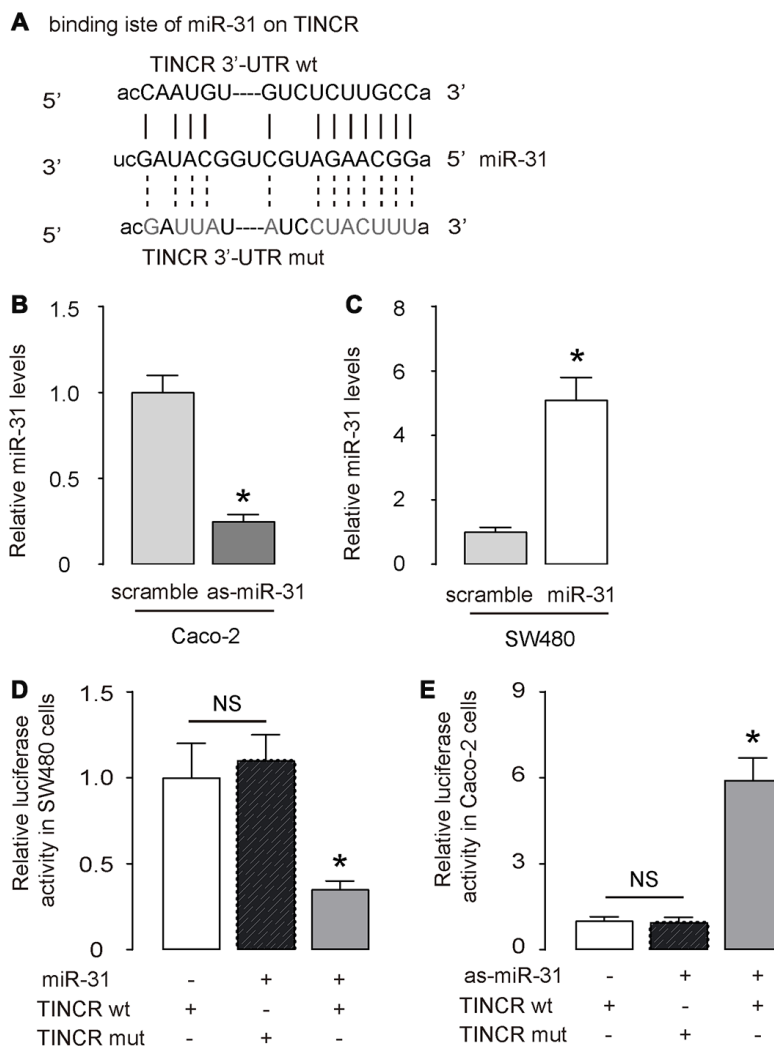 A binding iste of miR-31 on TINCR
TINCR 3’-UTR wt
5’ acCAAUGU----GUCUCUUGCCa 3’
3’ ucGAUACGGUCGUAGAACGGa 5’ miR-31
5’ acGAUUAU----AUCCUACUUUa 3’
TINCR 3’-UTR mut
B
Relative miR-31 levels
1.5
1.0
0.5
0
*
scramble as-miR-31
Caco-2
C
Relative miR-31 levels
8
6
4
2
0
*
scramble miR-31
SW480
D
Relative luciferase
activity in SW480 cells
1.5
1.0
0.5
0
NS
*
miR-31 - + +
TINCR wt + - +
TINCR mut - + -
E
Relative luciferase
activity in Caco-2 cells
9
6
3
0
NS
*
as-miR-31 - + +
TINCR wt + - +
TINCR mut - + -